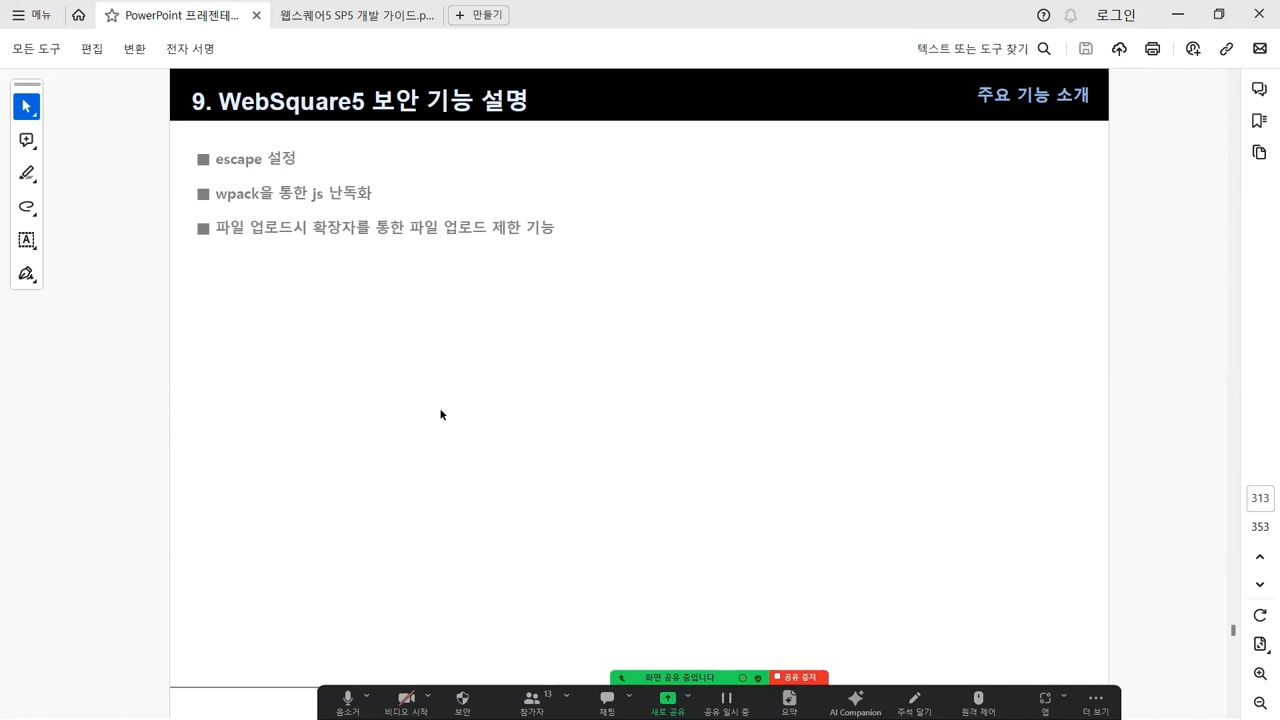 메뉴
PowerPoint 프레젠테...
웹스퀘어5 SP5 개발 가이드.p...
만들기
로그인
모든 도구
편집
변환
전자 서명
텍스트 또는 도구 찾기
9. WebSquare5 보안 기능 설명
주요 기능 소개
escape 설정
wpack을 통한 js 난독화
파일 업로드시 확장자를 통한 파일 업로드 제한 기능
313
353
화면 공유 중입니다
공유 중지
13
음소거
비디오 시작
보안
참가자
채팅
새로 공유
공유 일시 중
요약
AI Companion
주석 달기
원격 제어
앱
더 보기